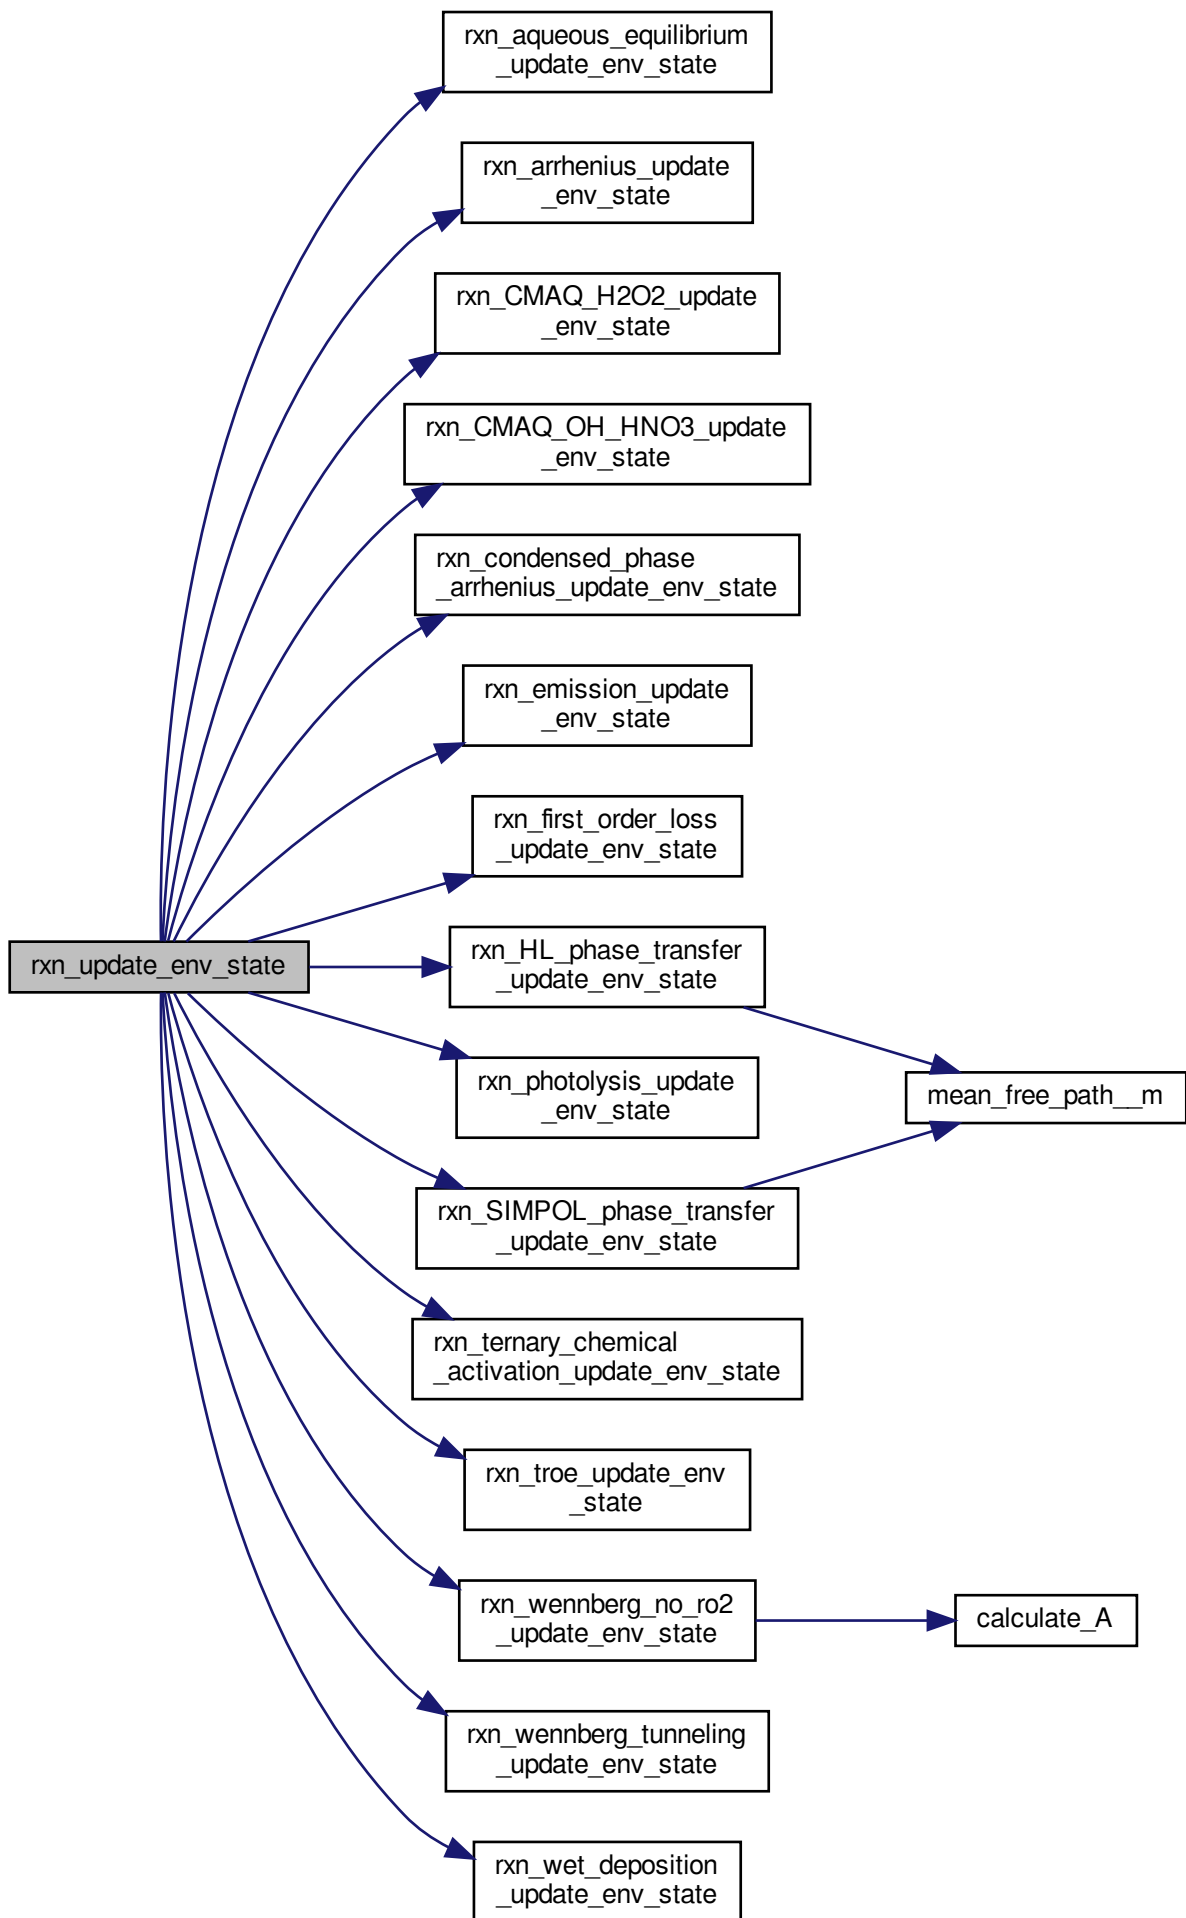 rxn_aqueous_equilibrium
_update_env_state
rxn_arrhenius_update
_env_state
rxn_CMAQ_H2O2_update
_env_state
rxn_CMAQ_OH_HNO3_update
_env_state
rxn_condensed_phase
_arrhenius_update_env_state
rxn_emission_update
_env_state
rxn_first_order_loss
_update_env_state
rxn_update_env_state
rxn_HL_phase_transfer
_update_env_state
rxn_photolysis_update
_env_state
mean_free_path__m
rxn_SIMPOL_phase_transfer
_update_env_state
rxn_ternary_chemical
_activation_update_env_state
rxn_troe_update_env
_state
rxn_wennberg_no_ro2
_update_env_state
calculate_A
rxn_wennberg_tunneling
_update_env_state
rxn_wet_deposition
_update_env_state